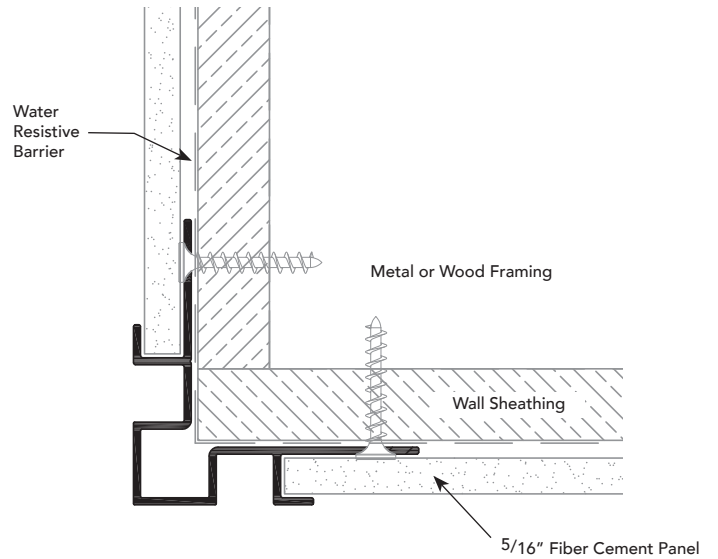 Water
Resistive
Barrier
Metal or Wood Framing
Wall Sheathing
5/16” Fiber Cement Panel